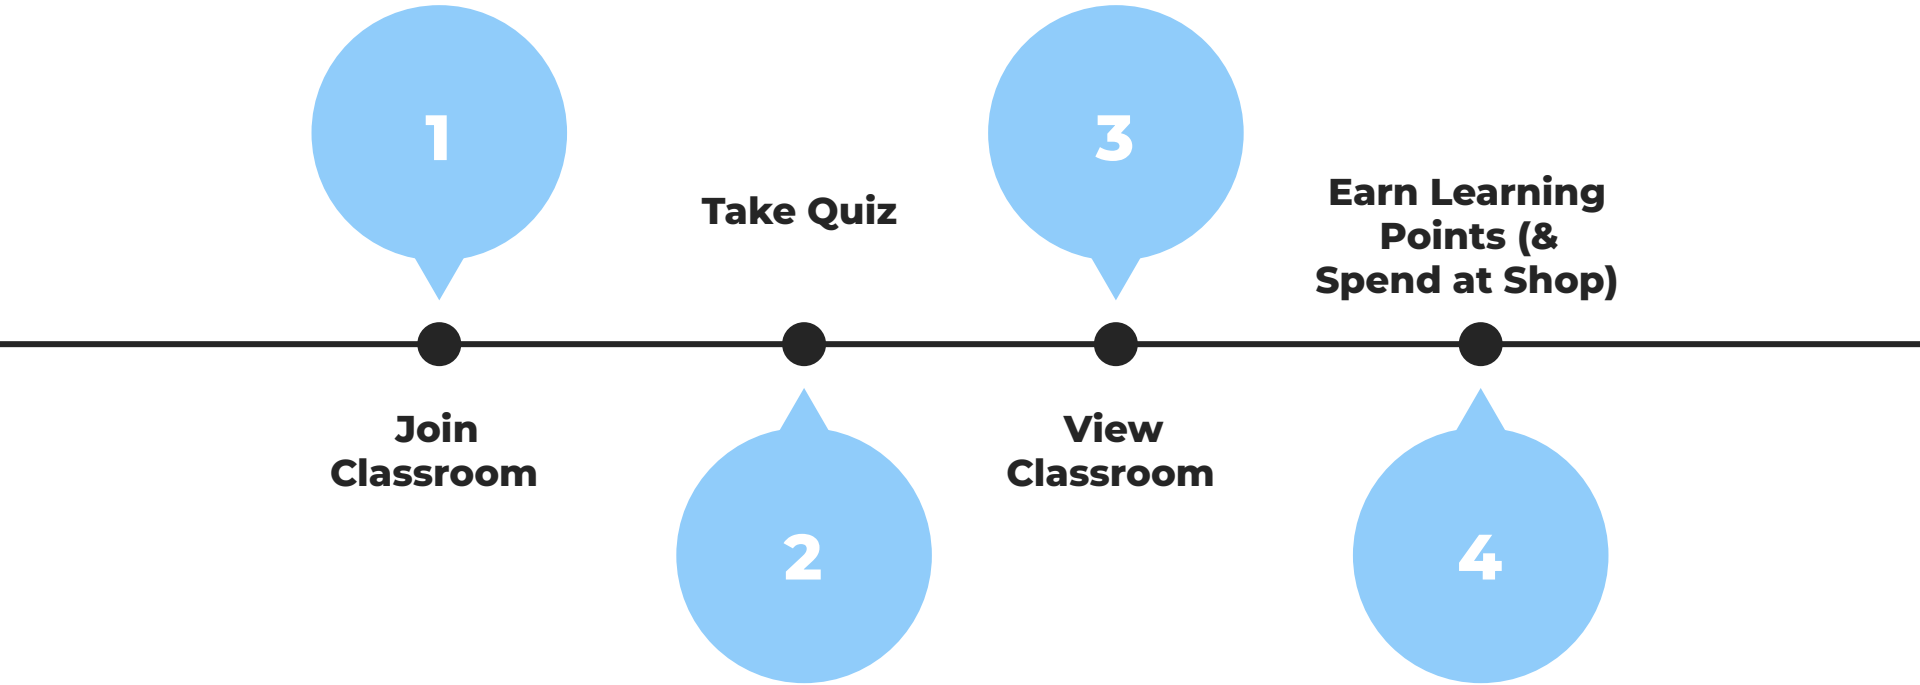 1
Join
Classroom
Take Quiz
2
3
View
Classroom
Earn Learning
Points (&
Spend at Shop)
4